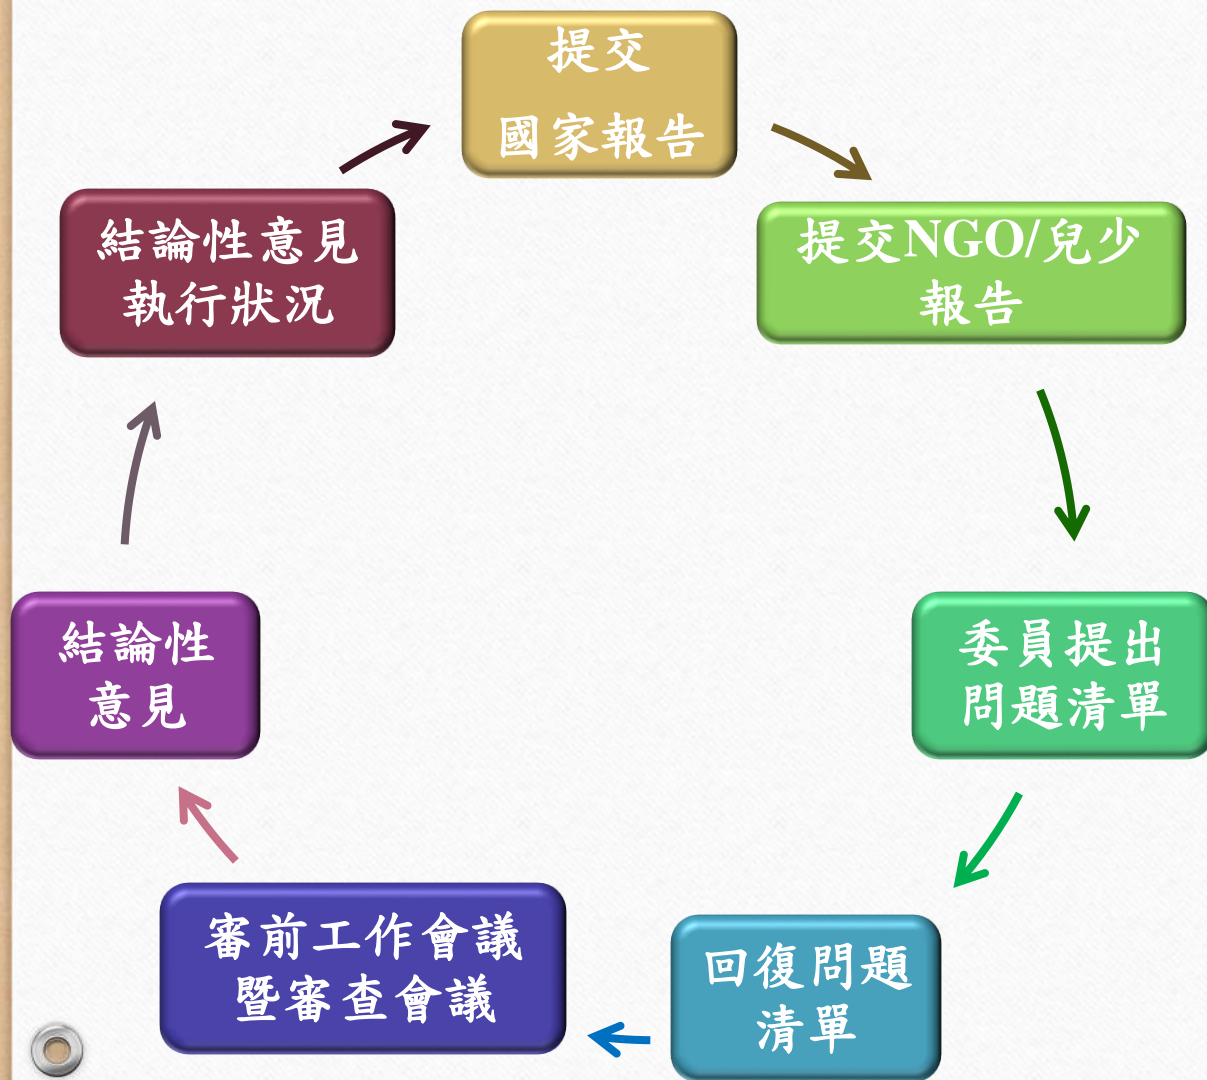 提交
國家報告
提交NGO/兒少
報告
委員提出
問題清單
回復問題
清單
審前工作會議
暨審查會議
結論性
意見
結論性意見
執行狀況